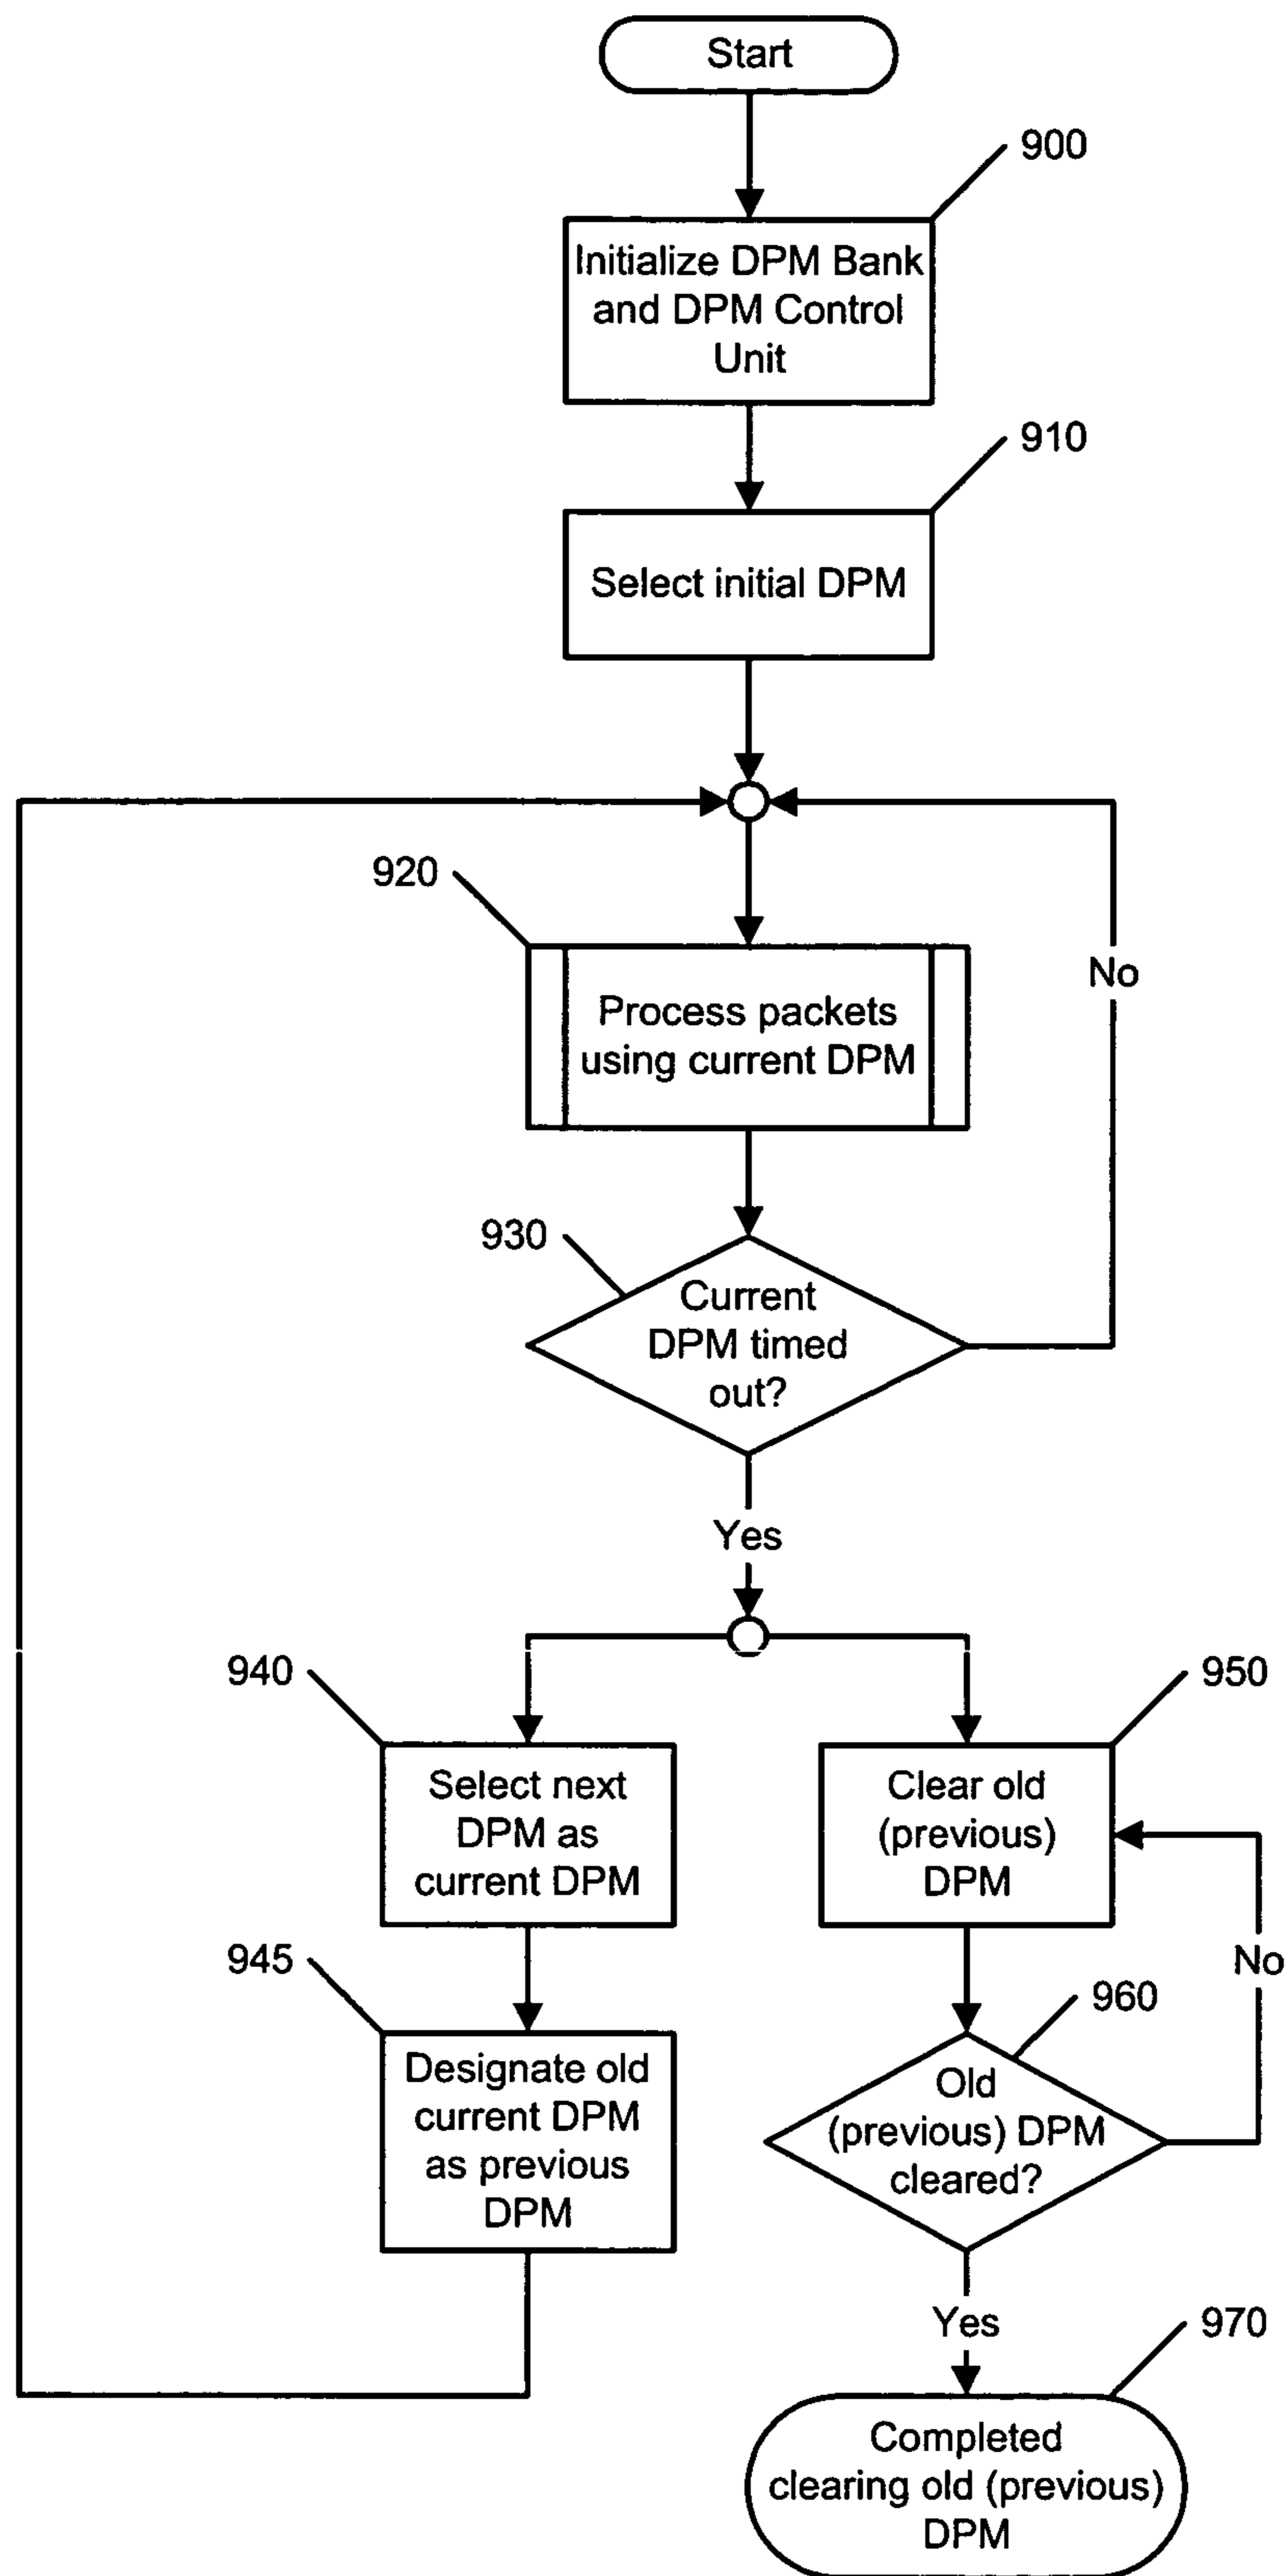 Start
900
Initialize DPM Bank
and DPM Control
Unit
910
Select initial DPM
920
Process packets
using current DPM
No
930
Current
DPM timed
out?
Yes
940
Select next
DPM as
current DPM
950
Clear old
(previous)
DPM
945
Designate old
current DPM
as previous
DPM
No
960
Old
(previous) DPM
cleared?
Yes
970
Completed
clearing old (previous)
DPM